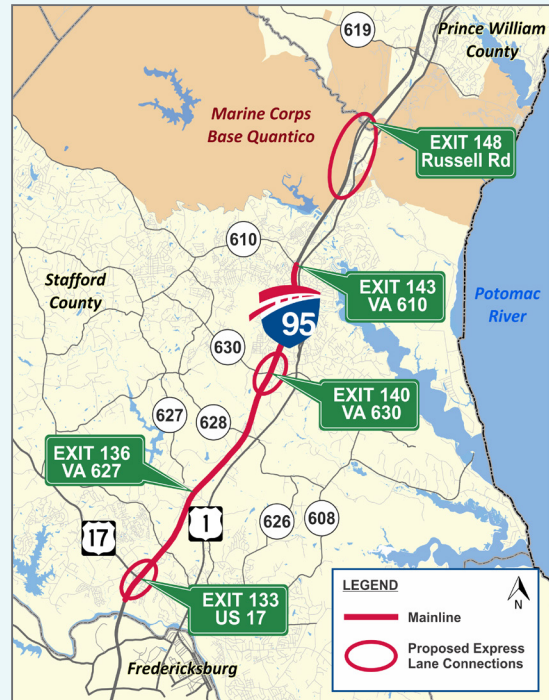 619
Prince William
County
Marine Corps
Base Quantico
EXIT 148
Russell Rd
610
Stafford
County
EXIT 143
VA 610
Potomac
River
95
630
EXIT 140
VA 630
627
628
EXIT 136
VA 627
17
1
626
608
EXIT 133
US 17
Fredericksburg
LEGEND
N
Mainline
Proposed Express
Lane Connections